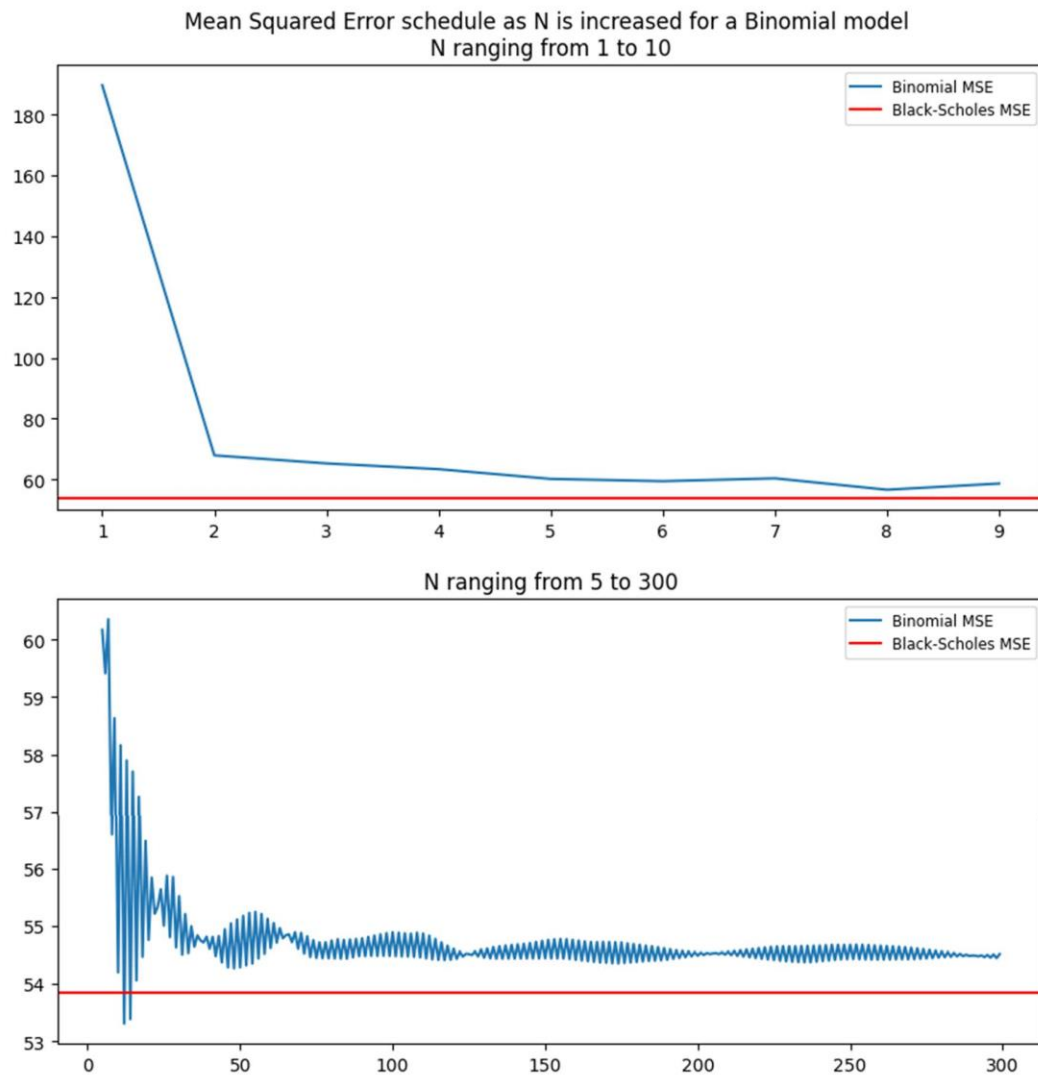 Mean Squared Error schedule as N is increased for a Binomial model
N ranging from 1 to 10
Binomial MSE
Black-Scholes MSE
180
160
140
120
100
80
60
1 2 3 4 5 6 7 8 9
N ranging from 5 to 300
Binomial MSE
Black-Scholes MSE
60
59
58
57
56
55
54
53
0 50 100 150 200 250 300